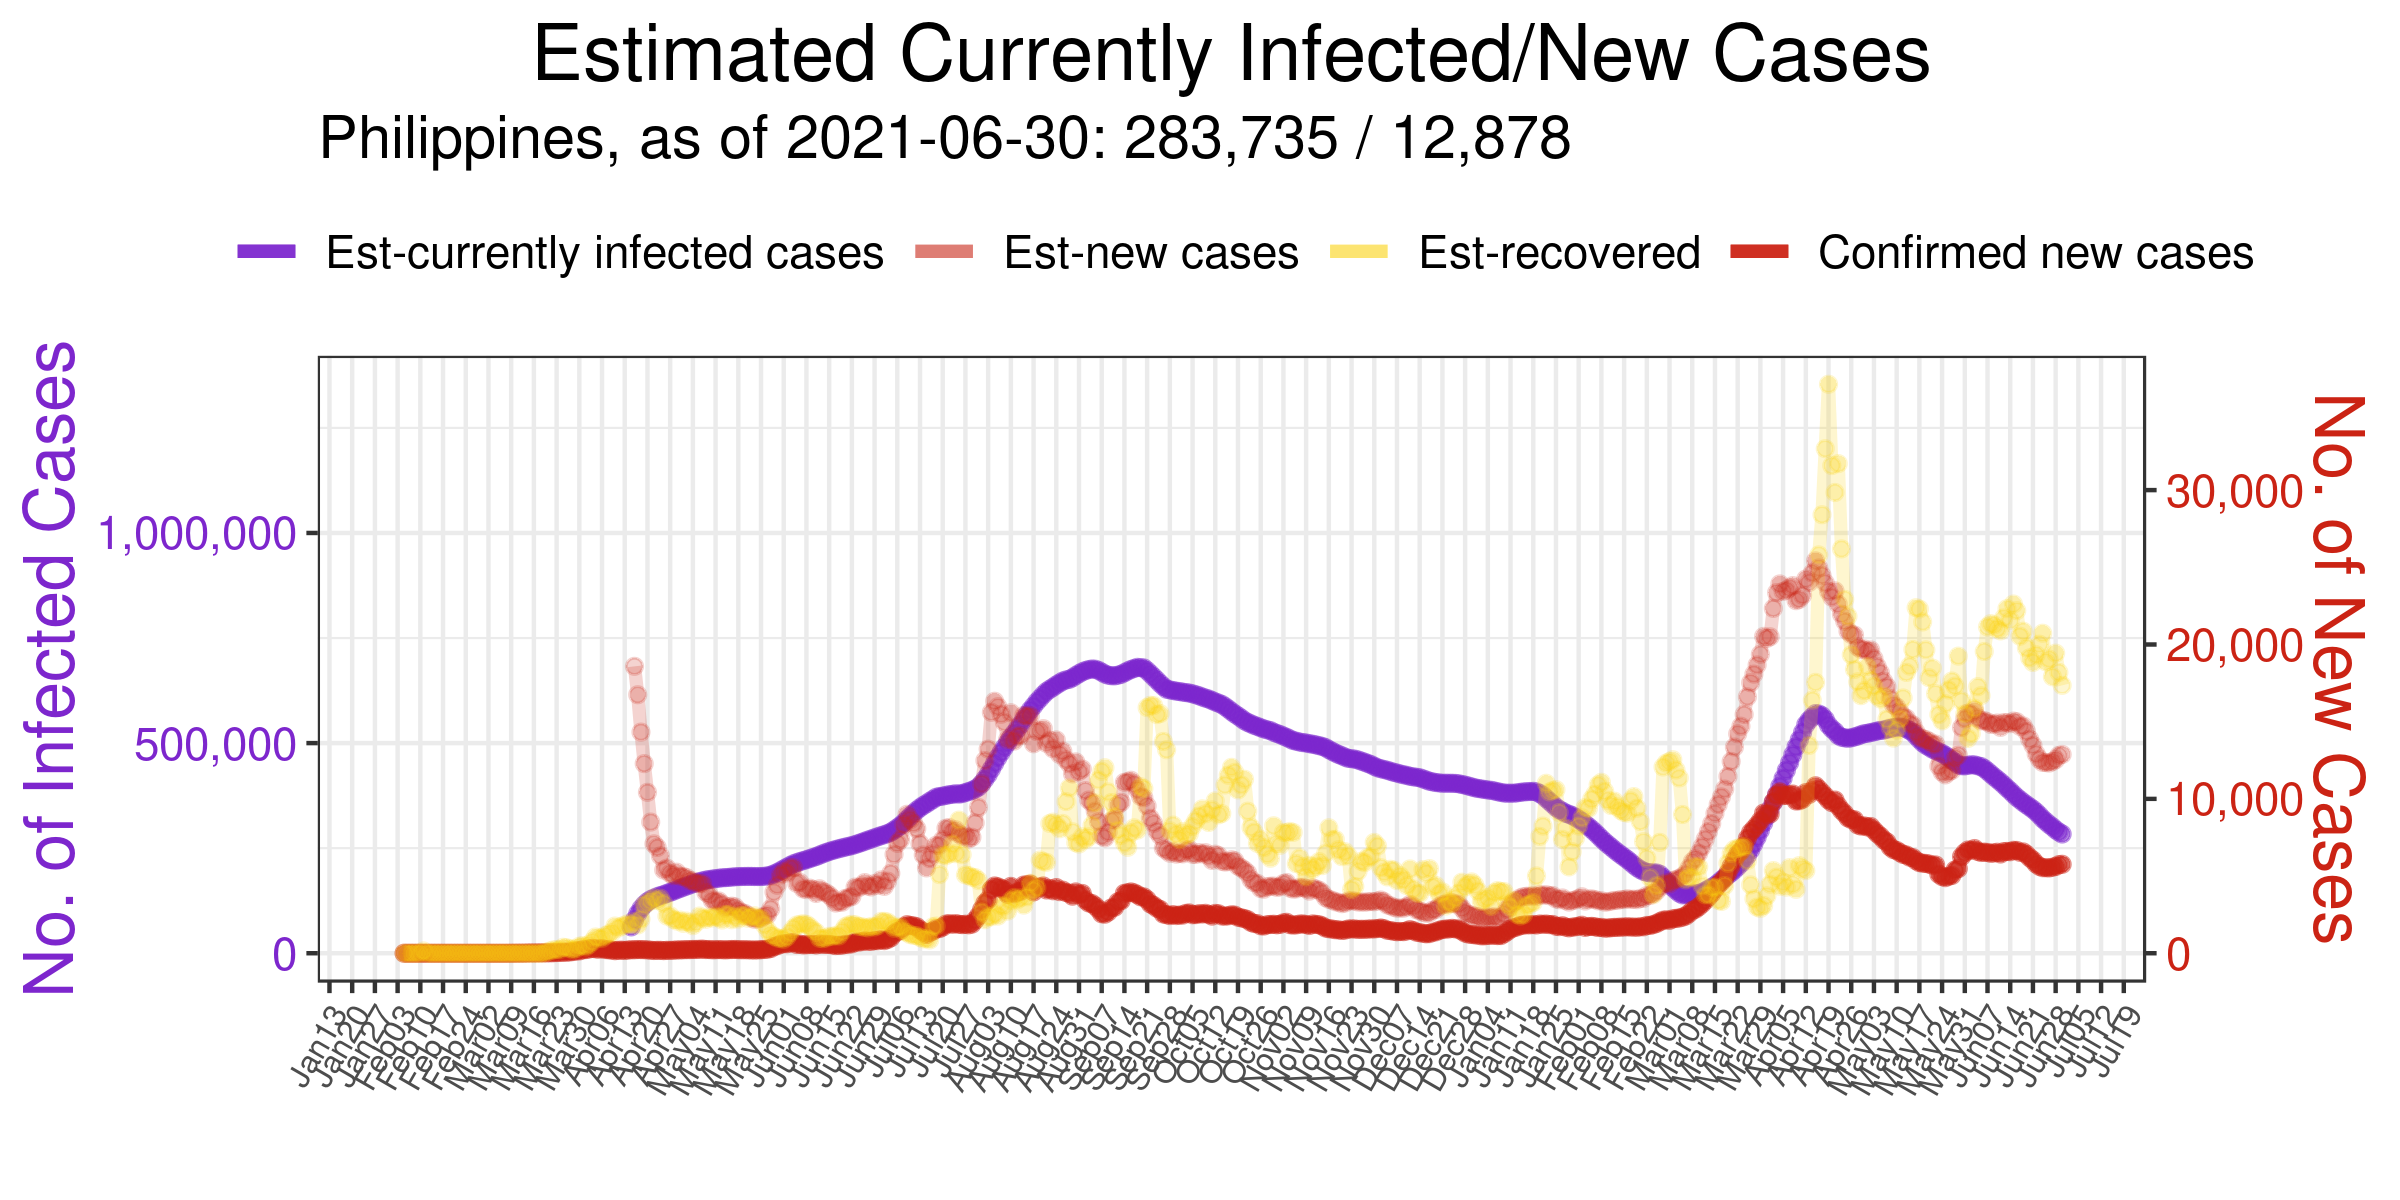 Estimated Currently Infected/New Cases
Philippines, as of 2021-06-30: 283,735 / 12,878
Est-currently infected cases
Est-new cases
Est-recovered
Confirmed new cases
No. of Infected Cases
1,000,000
500,000
0
30,000
20,000
10,000
0
No. of New Cases
Jan 13
Jan 20
Jan 27
Feb 03
Feb 10
Feb 17
Feb 24
Mar 02
Mar 09
Mar 16
Mar 23
Mar 30
Apr 06
Apr 13
Apr 20
Apr 27
May 04
May 11
May 18
May 25
Jun 01
Jun 08
Jun 15
Jun 22
Jun 29
Jul 06
Jul 13
Jul 20
Jul 27
Aug 03
Aug 10
Aug 17
Aug 24
Aug 31
Sep 07
Sep 14
Sep 21
Sep 28
Oct 05
Oct 12
Oct 19
Oct 26
Nov 02
Nov 09
Nov 16
Nov 23
Nov 30
Dec 07
Dec 14
Dec 21
Dec 28
Jan 04
Jan 11
Jan 18
Jan 25
Feb 01
Feb 08
Feb 15
Feb 22
Mar 01
Mar 08
Mar 15
Mar 22
Mar 29
Apr 05
Apr 12
Apr 19
Apr 26
May 03
May 10
May 17
May 24
May 31
Jun 07
Jun 14
Jun 21
Jun 28
Jul 05
Jul 12
Jul 19